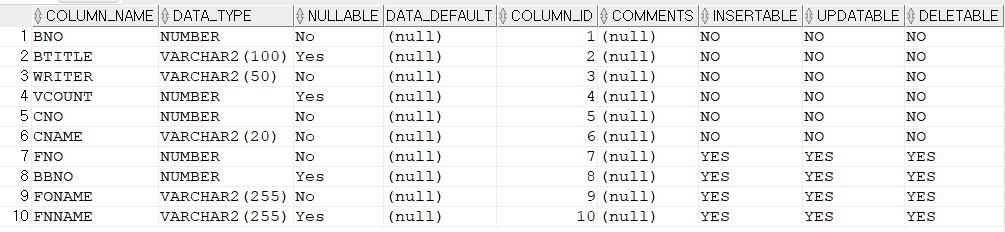 COLUMN_NAME DATA_TYPE NULLABLE DATA_DEFAULT COLUMN_ID COMMENTS INSERTABLE UPDATABLE DELETABLE
1 BNO NUMBER No (null) 1 (null) NO NO NO
2 BTITLE VARCHAR2(100) Yes (null) 2 (null) NO NO NO
3 WRITER VARCHAR2(50) No (null) 3 (null) NO NO NO
4 VCOUNT NUMBER Yes (null) 4 (null) NO NO NO
5 CNO NUMBER No (null) 5 (null) NO NO NO
6 CNAME VARCHAR2(20) No (null) 6 (null) NO NO NO
7 FNO NUMBER No (null) 7 (null) YES YES YES
8 BBNO NUMBER Yes (null) 8 (null) YES YES YES
9 FONAME VARCHAR2(255) No (null) 9 (null) YES YES YES
10 FNNAME VARCHAR2(255) Yes (null) 10 (null) YES YES YES